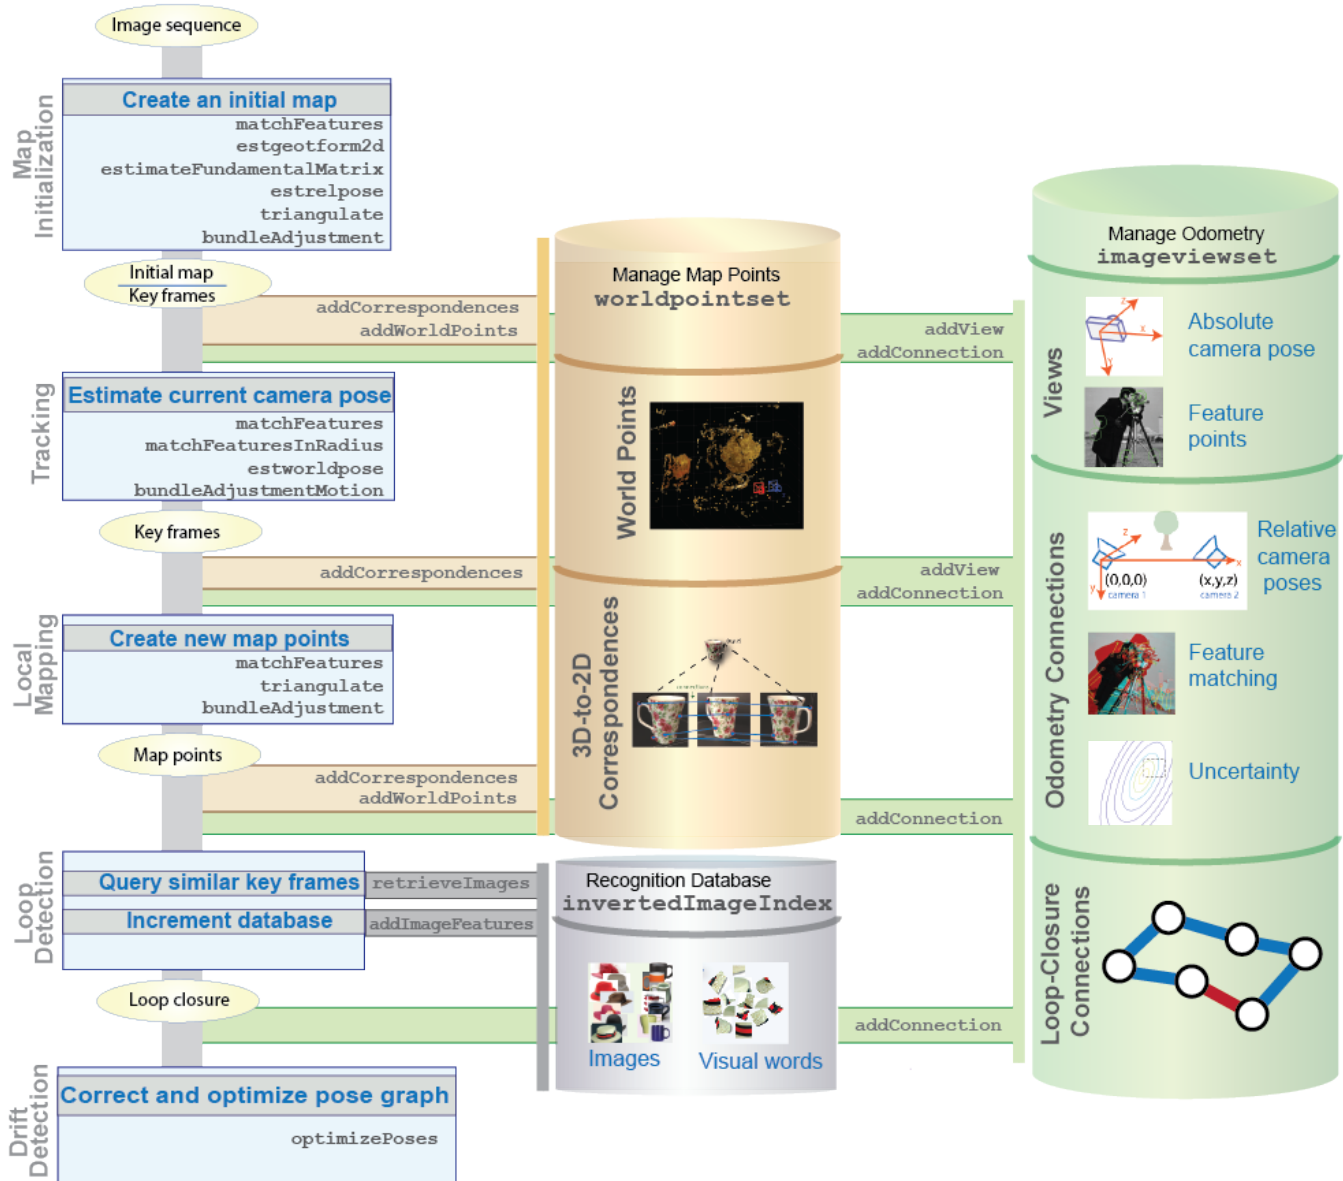 Image sequence
Map
Initialization
Create an initial map
matchFeatures
estgeotform2d
estimateFundamentalMatrix
estrelpose
triangulate
bundleAdjustment
Initial map
Key frames
addCorrespondences
addWorldPoints
addView
addConnection
Tracking
Estimate current camera pose
matchFeatures
matchFeaturesInRadius
estworldpose
bundleAdjustmentMotion
Key frames
addCorrespondences
addView
addConnection
Local
Mapping
Create new map points
matchFeatures
triangulate
bundleAdjustment
Map points
addCorrespondences
addWorldPoints
addConnection
Loop
Detection
Query similar key frames
retrieveImages
Increment database
addImageFeatures
Loop closure
addConnection
Drift
Detection
Correct and optimize pose graph
optimizePoses
Manage Map Points
worldpointset
World Points
3D-to-2D
Correspondences
Recognition Database
invertedImageIndex
Images
Visual words
Manage Odometry
imageviewset
Views
z
x
Y
Absolute
camera pose
Feature
points
Odometry Connections
z
x
y
(0,0,0)
camera 1
(x,y,z)
camera 2
Relative
camera
poses
Feature
matching
Uncertainty
Loop-Closure
Connections